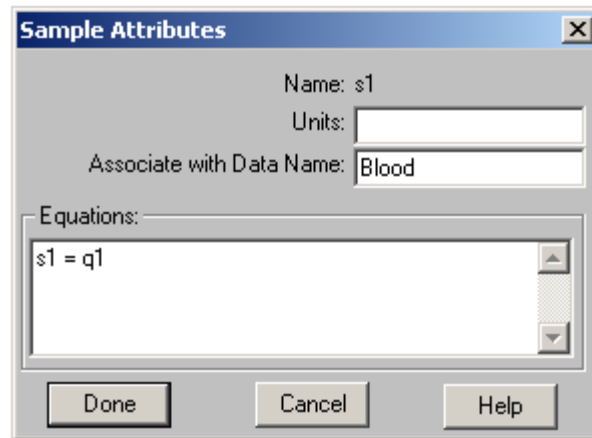 Sample Attributes
Name: s1
Units:
Associate with Data Name: Blood
Equations:
s1 = q1
Done Cancel Help